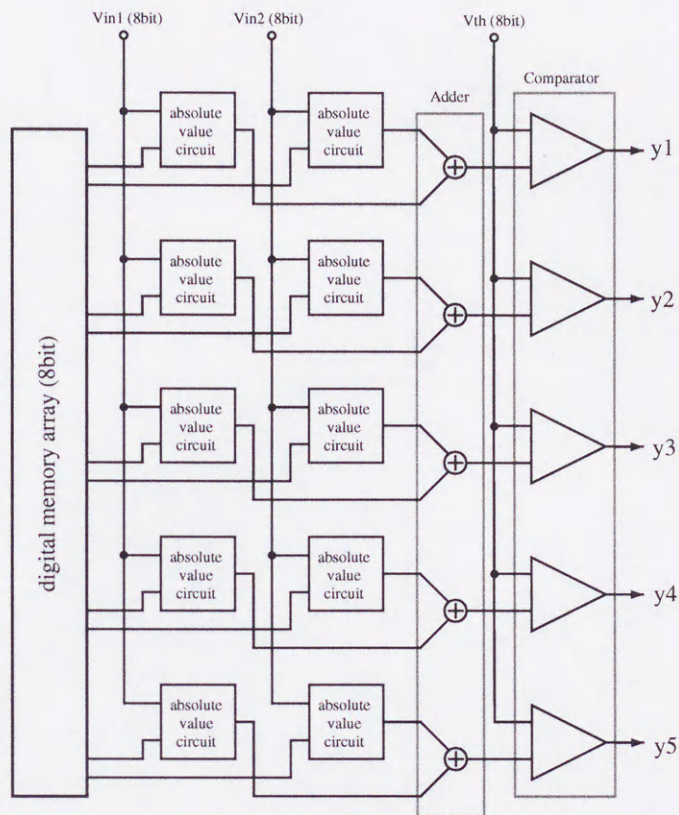 Vin1 (8bit)
Vin2 (8bit)
Vth (8bit)
Adder
Comparator
absolute
value
circuit
absolute
value
circuit
y1
absolute
value
circuit
absolute
value
circuit
y2
absolute
value
circuit
absolute
value
circuit
y3
absolute
value
circuit
absolute
value
circuit
y4
absolute
value
circuit
absolute
value
circuit
y5
digital memory array (8bit)